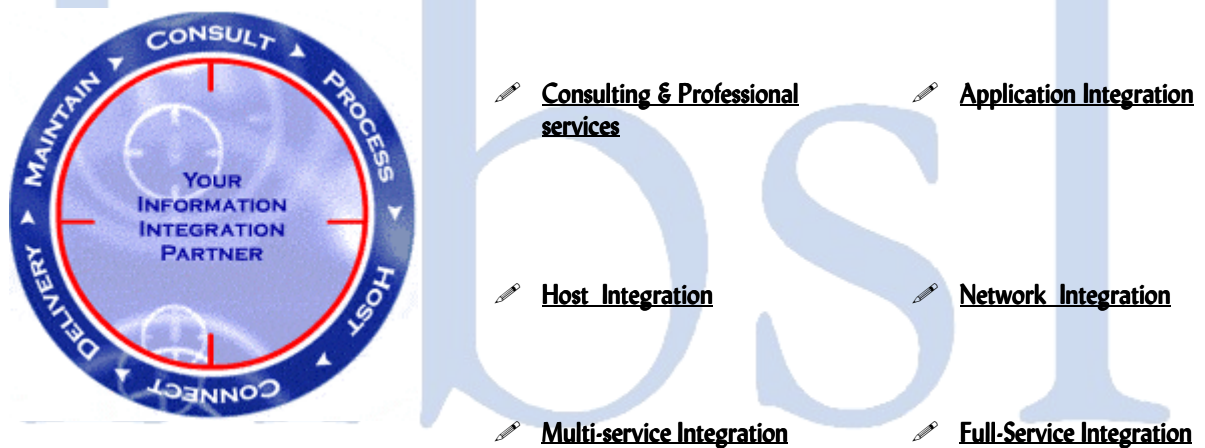 CONSULT
PROCESS
HOST
CONNECT
DELIVERY
MAINTAIN
YOUR
INFORMATION
INTEGRATION
PARTNER
Consulting & Professional
services
Application Integration
Host Integration
Network Integration
Multi-service Integration
Full-Service Integration
bsl